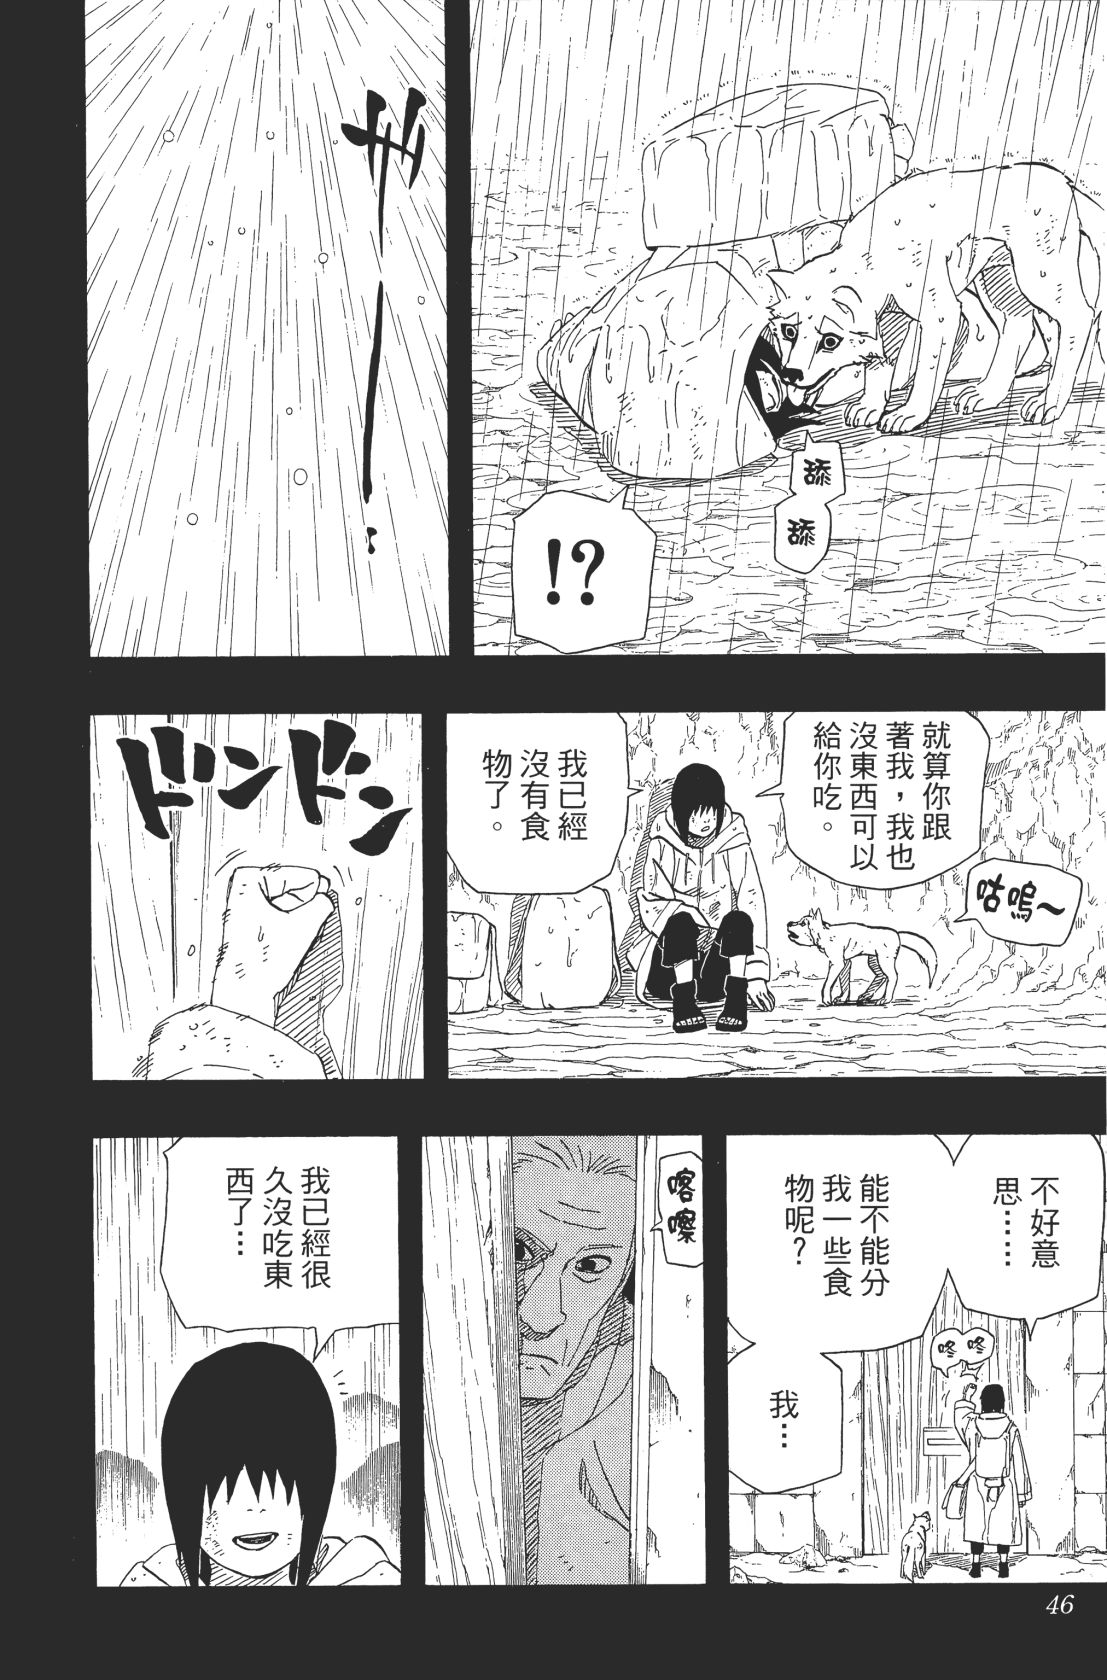 舔
舔
!?
ザーー…
就算你跟
著我，我也
沒東西可以
給你吃。
咕嗚～
我已經
沒有食
物了。
ドンドン
不好意
思……
咚
咚
能不能分
我一些食
物呢？
我…
喀嚓
我已經很
久沒吃東
西了…
46